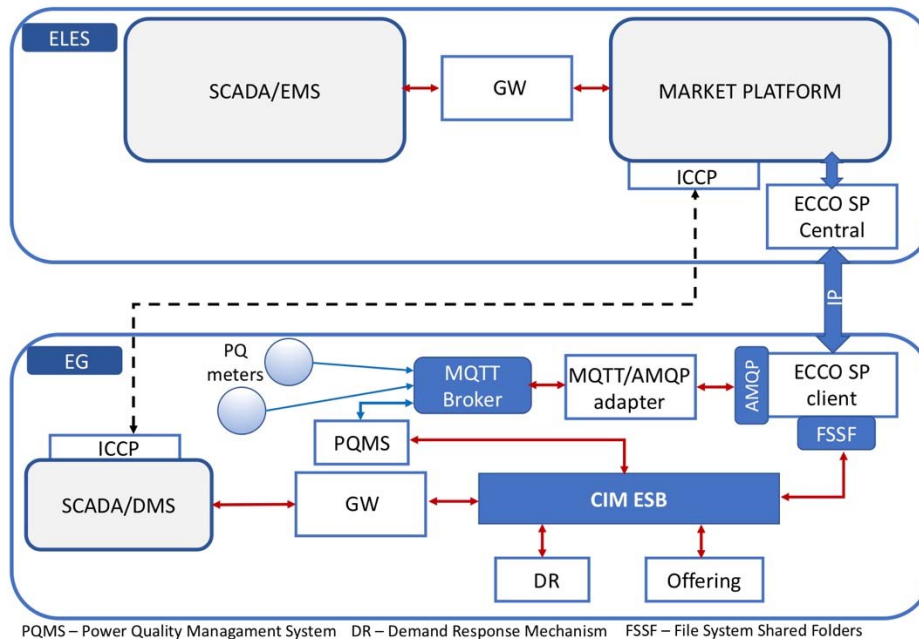 ELES
SCADA/EMS
GW
MARKET PLATFORM
ICCP
ECCO SP
Central
IP
EG
PQ
meters
MQTT
Broker
MQTT/AMQP
adapter
AMQP
ECCO SP
client
FSSF
ICCP
PQMS
SCADA/DMS
GW
CIM ESB
DR
Offering
PQMS – Power Quality Managament System DR – Demand Response Mechanism FSSF – File System Shared Folders